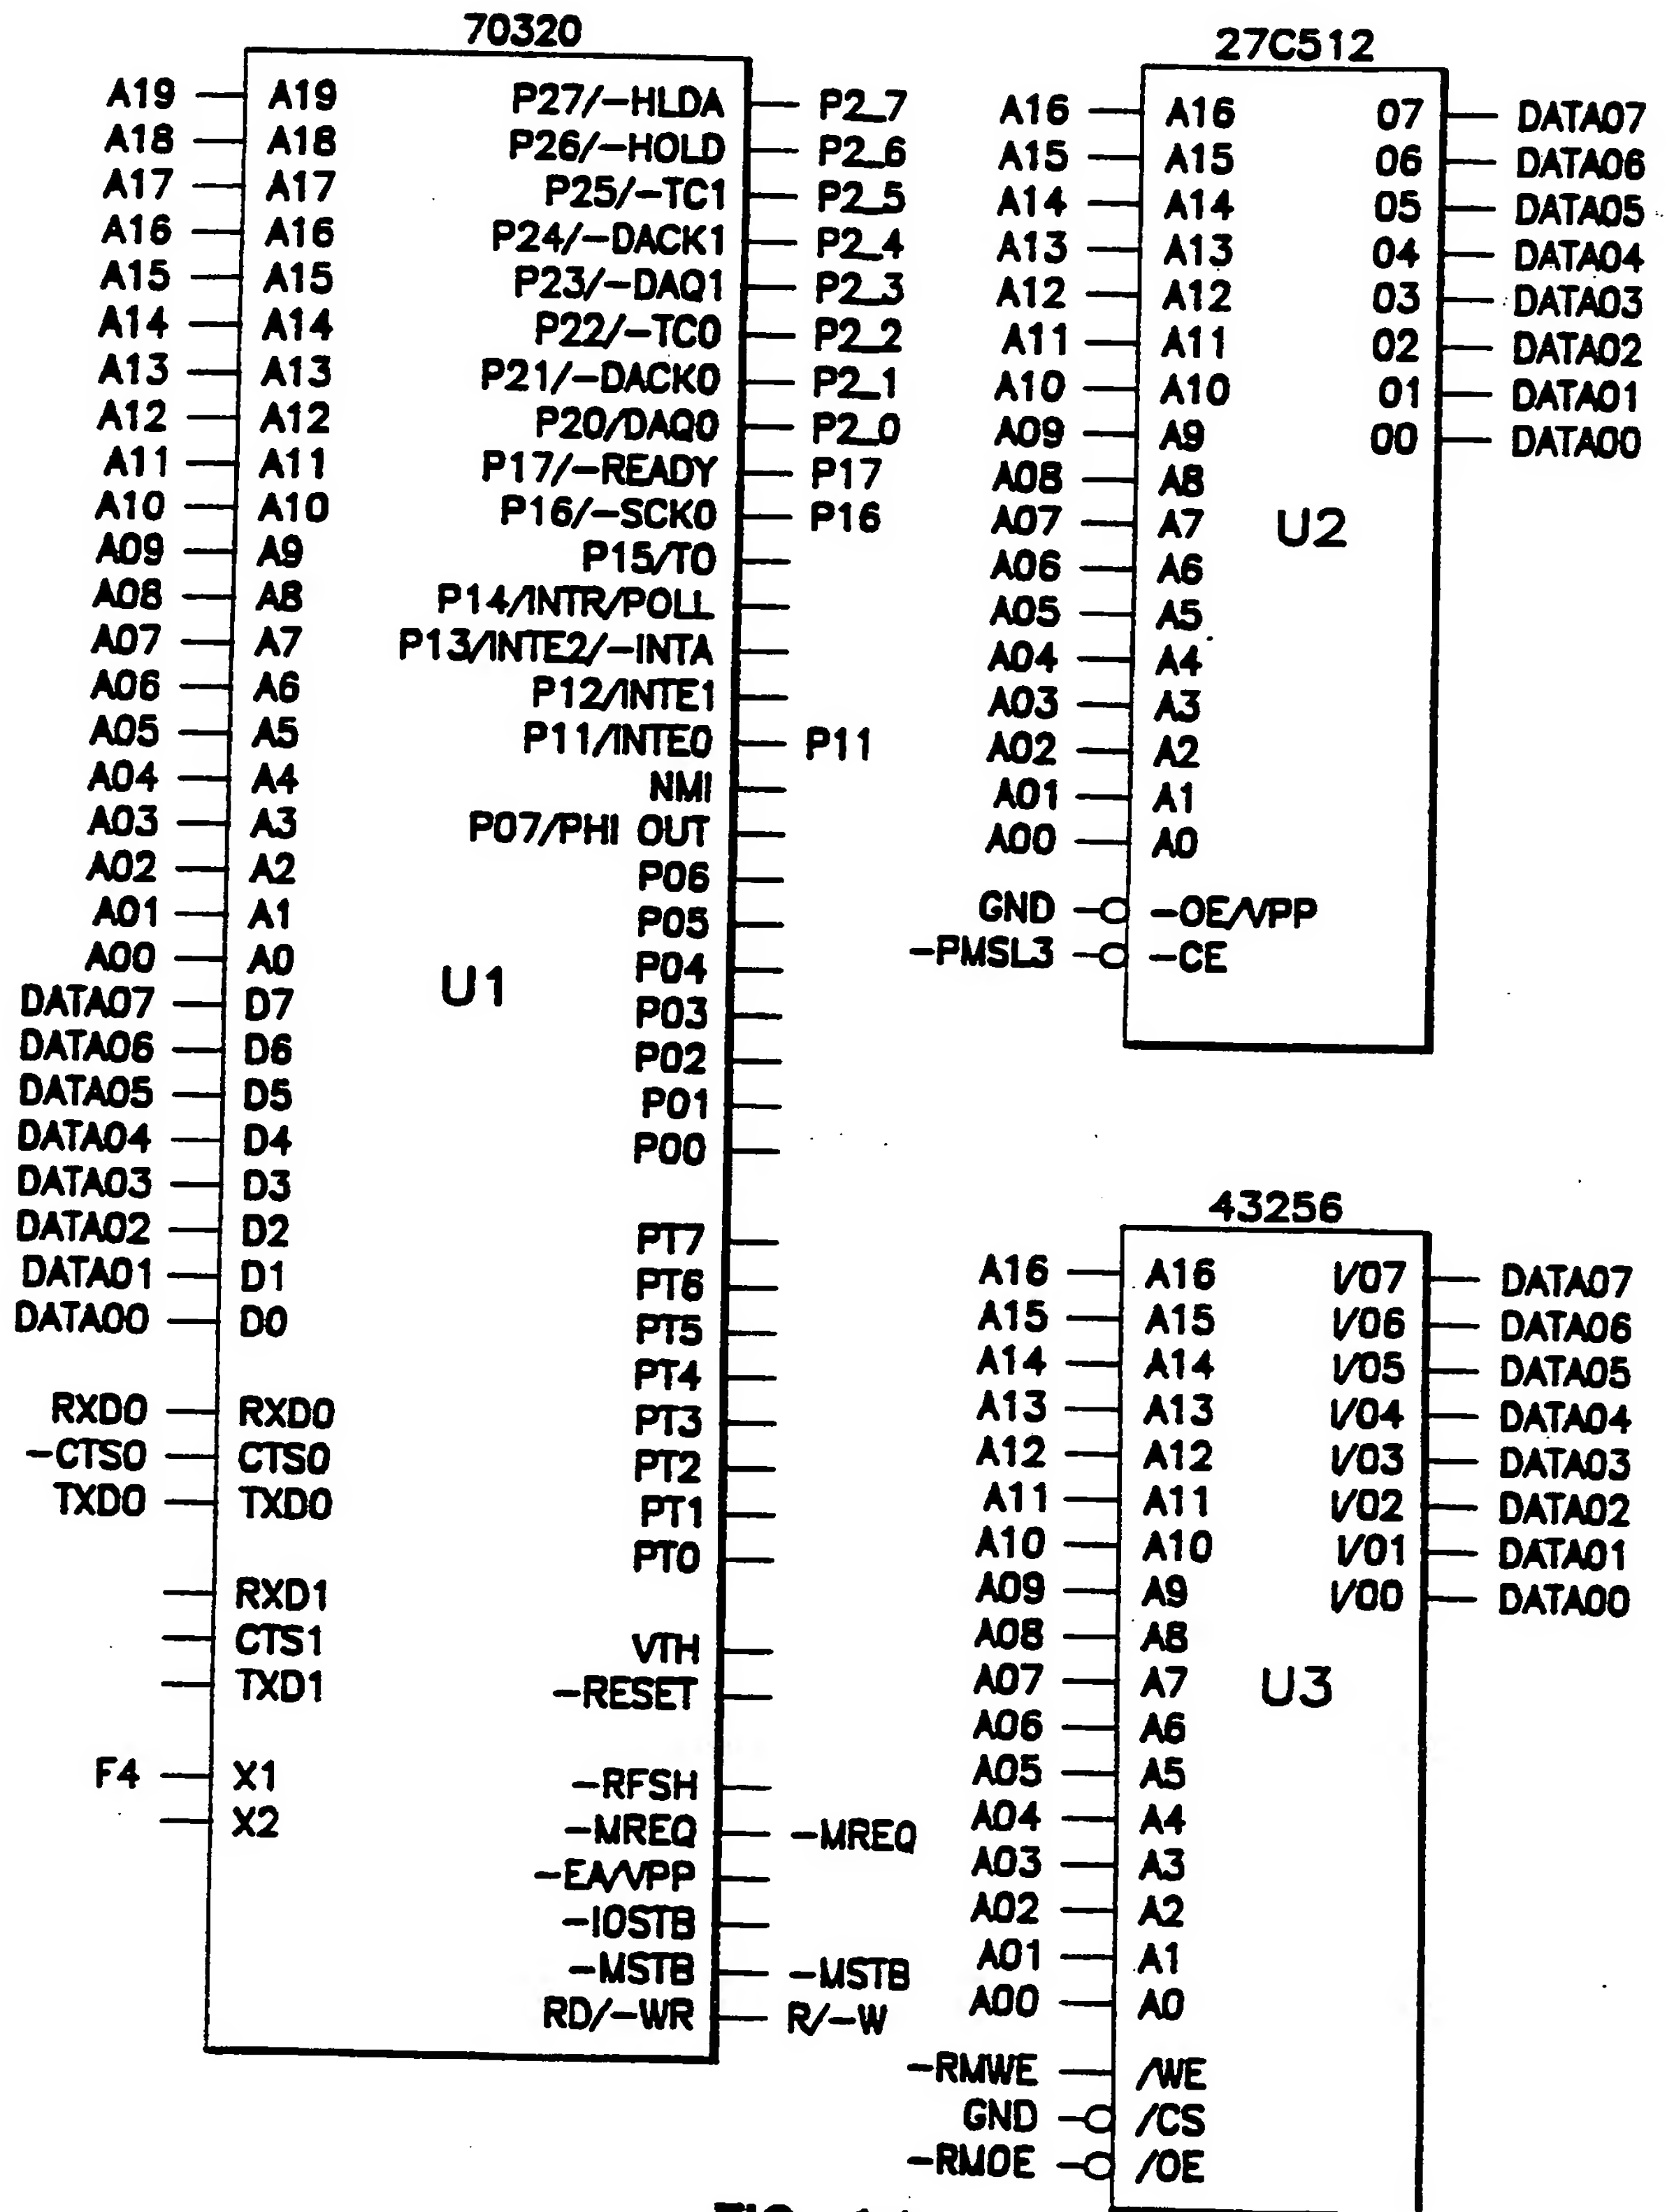 70320
A19 A19 P27/-HLDA P2_7
A18 A18 P26/-HOLD P2_6
A17 A17 P25/-TC1 P2_5
A16 A16 P24/-DACK1 P2_4
A15 A15 P23/-DAQ1 P2_3
A14 A14 P22/-TC0 P2_2
A13 A13 P21/-DACK0 P2_1
A12 A12 P20/DAQ0 P2_0
A11 A11 P17/-READY P17
A10 A10 P16/-SCK0 P16
A09 A9 P15/TO
A08 A8 P14/INTR/POLL
A07 A7 P13/INTE2/-INTA
A06 A6 P12/INTE1
A05 A5 P11/INTE0 P11
A04 A4 NMI
A03 A3 P07/PHI OUT
A02 A2 P06
A01 A1 P05
A00 A0 P04
U1
DATA07 D7 P03
DATA06 D6 P02
DATA05 D5 P01
DATA04 D4 P00
DATA03 D3
DATA02 D2 PT7
DATA01 D1 PT6
DATA00 D0 PT5
PT4
RXD0 RXD0 PT3
-CTS0 CTS0 PT2
TXD0 TXD0 PT1
PT0
RXD1
CTS1 VTH
TXD1 -RESET
F4 X1 -RFSH
X2 -MREQ -MREQ
-EA/VPP
-IOSTB
-MSTB -MSTB
RD/-WR R/-W
27C512
A16 A16 07 DATA07
A15 A15 06 DATA06
A14 A14 05 DATA05
A13 A13 04 DATA04
A12 A12 03 DATA03
A11 A11 02 DATA02
A10 A10 01 DATA01
A09 A9 00 DATA00
A08 A8
A07 A7
U2
A06 A6
A05 A5
A04 A4
A03 A3
A02 A2
A01 A1
A00 A0
GND -OE/VPP
-PMSL3 -CE
43256
A16 A16 I/07 DATA07
A15 A15 I/06 DATA06
A14 A14 I/05 DATA05
A13 A13 I/04 DATA04
A12 A12 I/03 DATA03
A11 A11 I/02 DATA02
A10 A10 I/01 DATA01
A09 A9 I/00 DATA00
A08 A8
A07 A7
U3
A06 A6
A05 A5
A04 A4
A03 A3
A02 A2
A01 A1
A00 A0
-RMWE /WE
GND /CS
-RMOE /OE